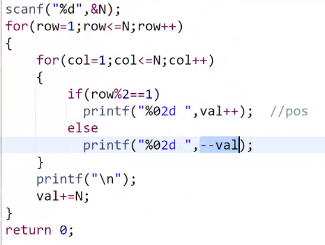 scanf("%d",&N);
for(row=1;row<=N;row++)
{
    for(col=1;col<=N;col++)
    {
        if(row%2==1)
          printf("%02d ",val++);  //pos
        else
          printf("%02d ",--val);
    }
    printf("\n");
    val+=N;
}
return 0;